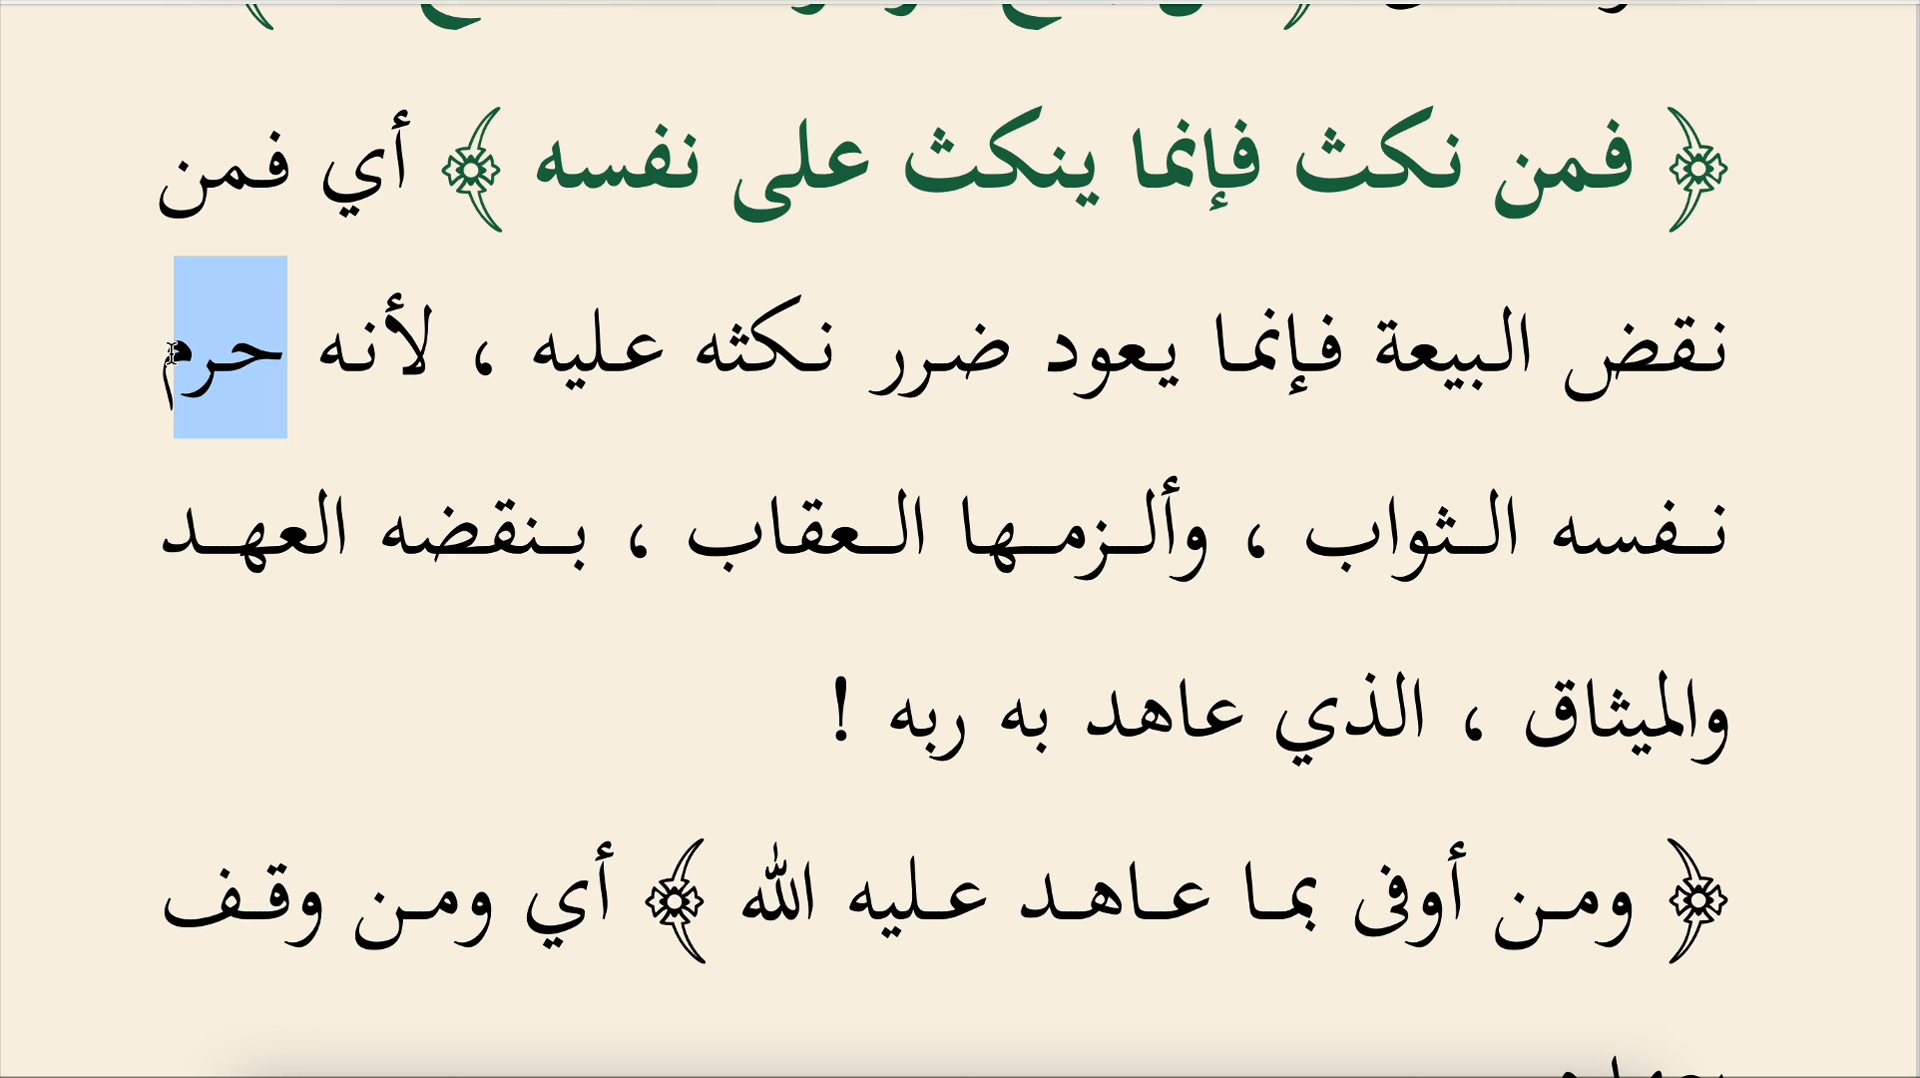 ﴿ فمن نكث فإنما ينكث على نفسه ﴾ أي فمن
نقض البيعة فإنما يعود ضرر نكثه عليه ، لأنه حرم
نفسه الثواب ، وألزمها العقاب ، بنقضه العهد
والميثاق ، الذي عاهد به ربه !
﴿ ومن أوفى بما عاهد عليه الله ﴾ أي ومن وقف